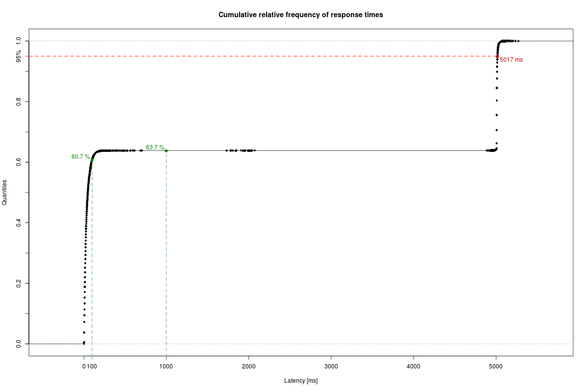 Cumulative relative frequency of response times
1.0
95%
5017 ms
0.8
Quantiles
63.7 %
60.7 %
0.6
0.4
0.2
0.0
0 100 1000 2000 3000 4000 5000
Latency [ms]